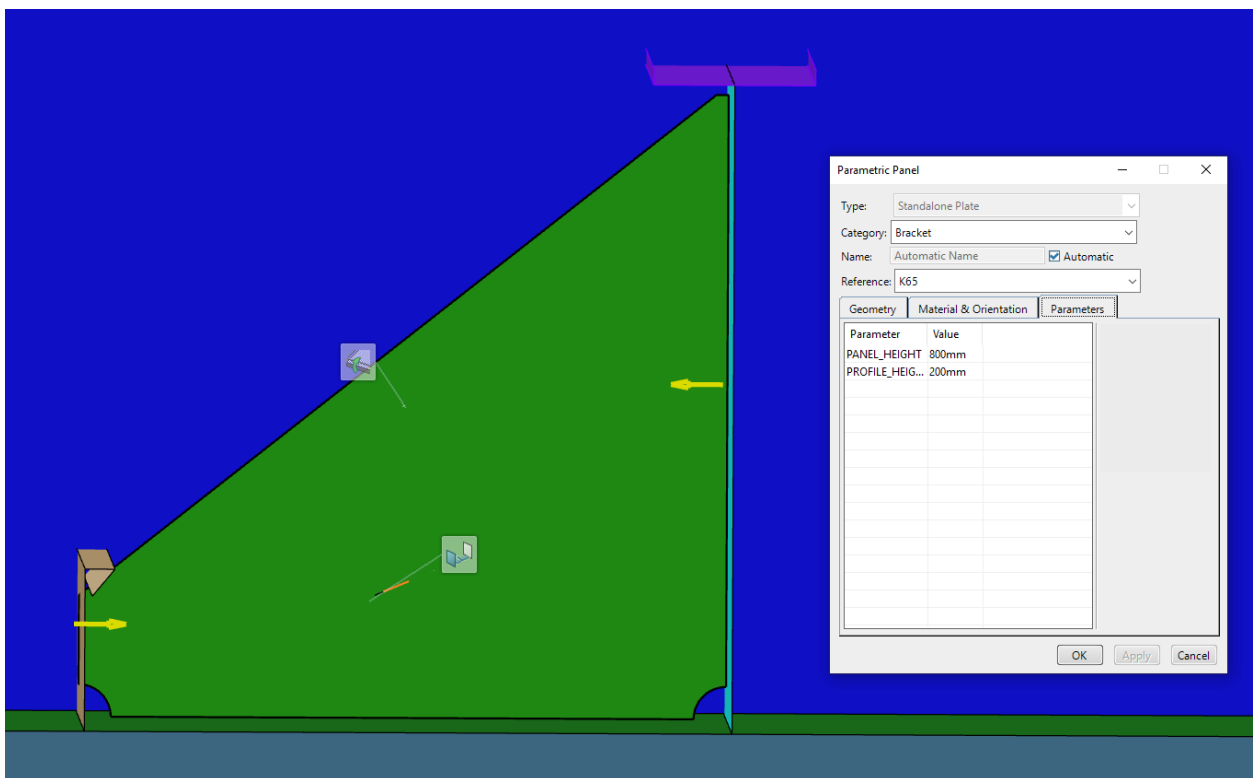 Parametric Panel
Type: Standalone Plate
Category: Bracket
Name: Automatic Name Automatic
Reference: K65
Geometry Material & Orientation Parameters
Parameter Value
PANEL_HEIGHT 800mm
PROFILE_HEIG... 200mm
OK Apply Cancel